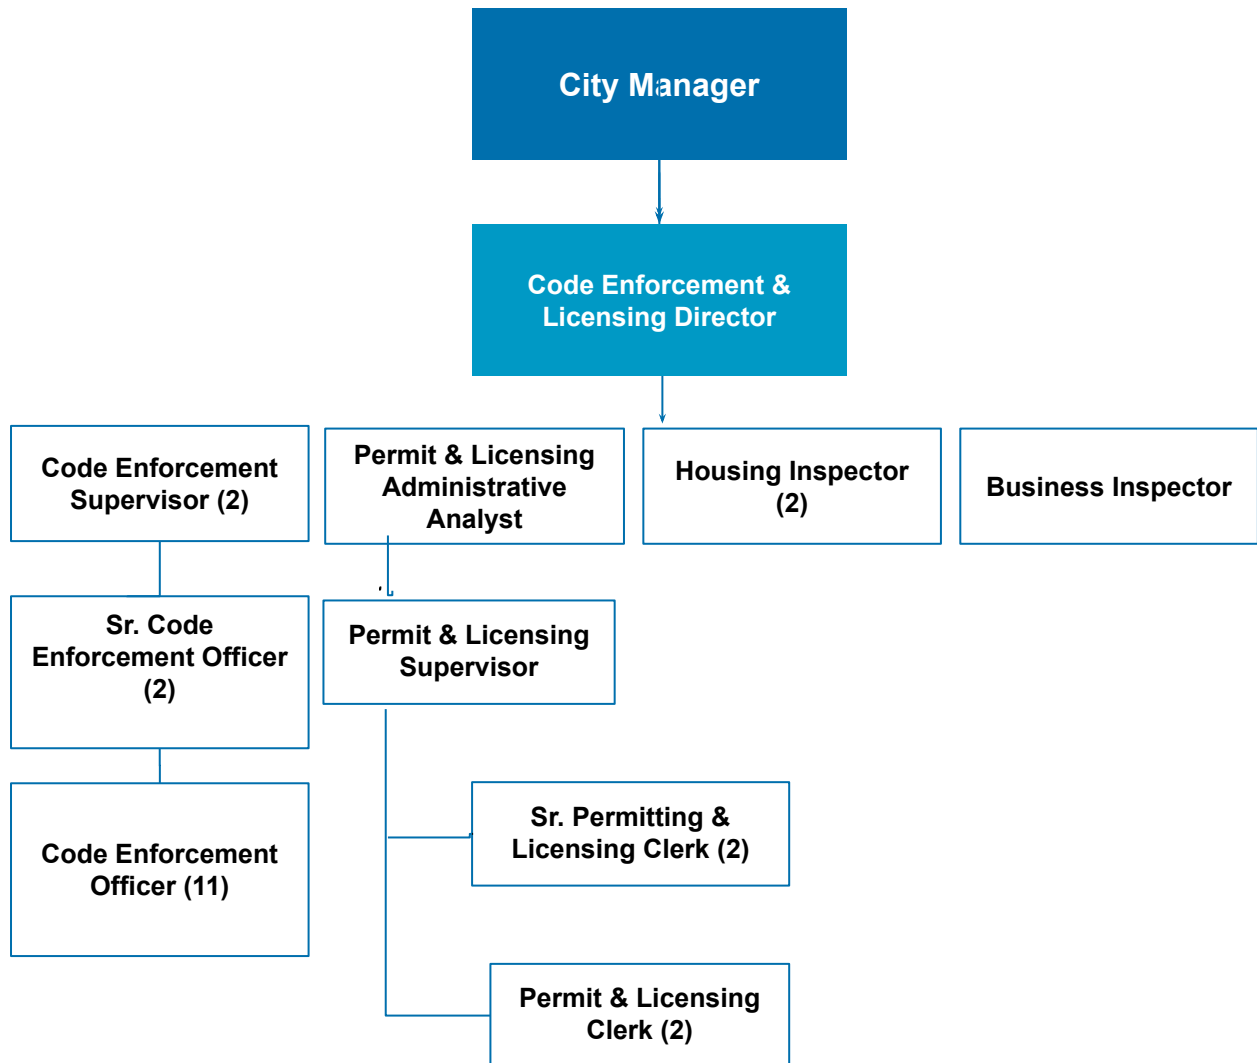 City Manager
Code Enforcement &
Licensing Director
Code Enforcement
Supervisor (2)
Permit & Licensing
Administrative
Analyst
Housing Inspector
(2)
Business Inspector
Sr. Code
Enforcement Officer
(2)
Permit & Licensing
Supervisor
Code Enforcement
Officer (11)
Sr. Permitting &
Licensing Clerk (2)
Permit & Licensing
Clerk (2)